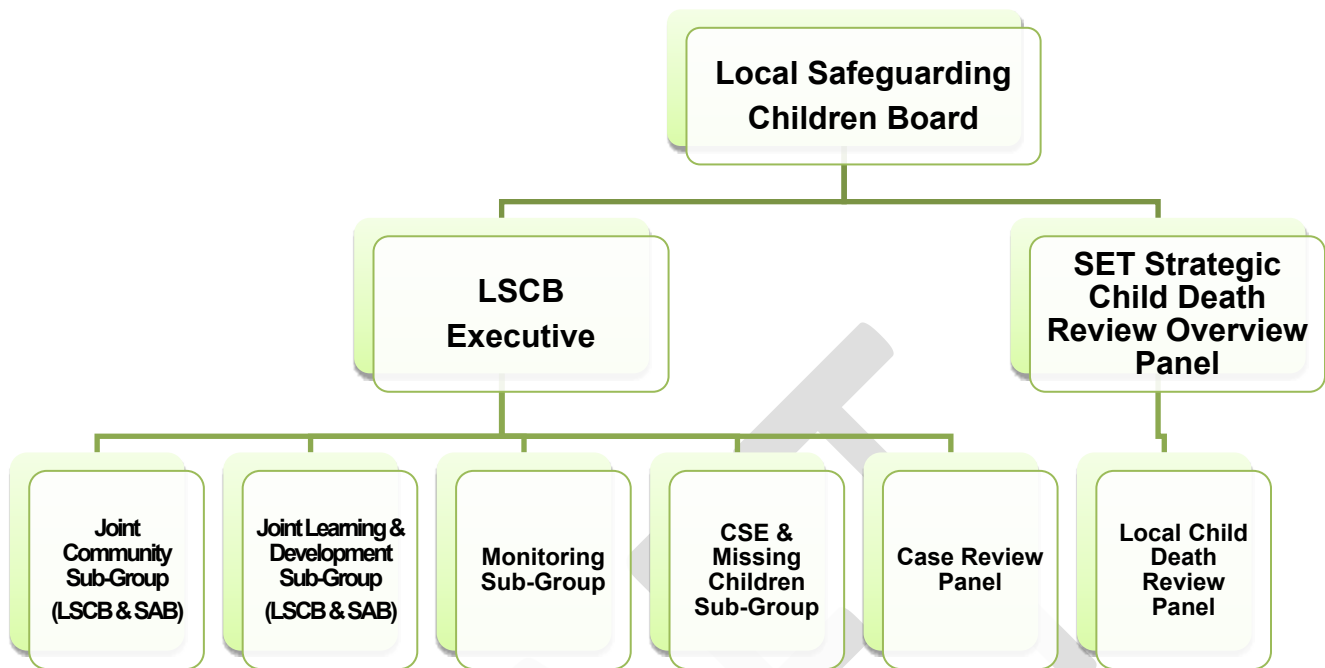 Local Safeguarding
Children Board
LSCB
Executive
SET Strategic
Child Death
Review Overview
Panel
Joint
Community
Sub-Group
(LSCB & SAB)
Joint Learning &
Development
Sub-Group
(LSCB & SAB)
Monitoring
Sub-Group
CSE &
Missing
Children
Sub-Group
Case Review
Panel
Local Child
Death
Review
Panel